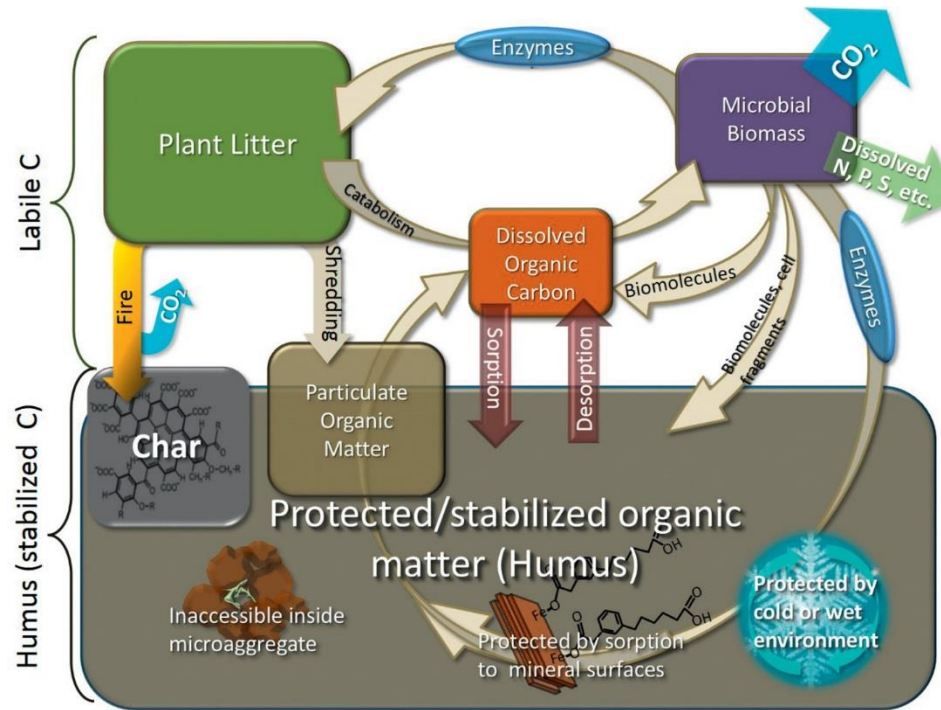 Labile C
Humus (stabilized C)
Plant Litter
Enzymes
Microbial
Biomass
CO₂
Dissolved
N, P, S, etc.
Catabolism
Dissolved
Organic
Carbon
Biomolecules
Biomolecules, cell
fragments
Enzymes
Fire
CO₂
Shredding
Sorption
Desorption
Particulate
Organic
Matter
Char
Protected/stabilized organic
matter (Humus)
Inaccessible inside
microaggregate
Protected by sorption
to mineral surfaces
Protected by
cold or wet
environment